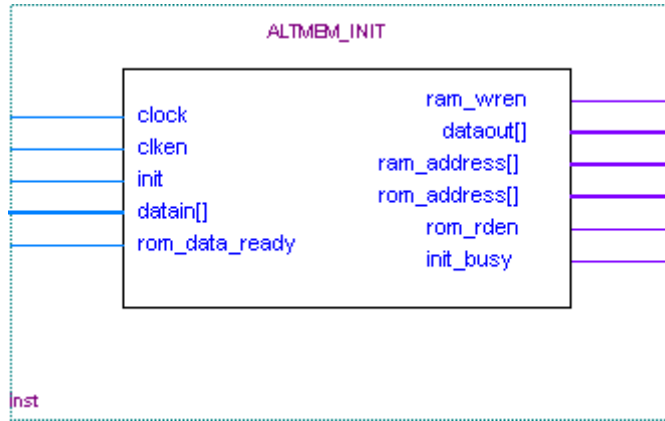 ALTMEM_INIT
clock
clken
init
datain[]
rom_data_ready
ram_wren
dataout[]
ram_address[]
rom_address[]
rom_rden
init_busy
inst